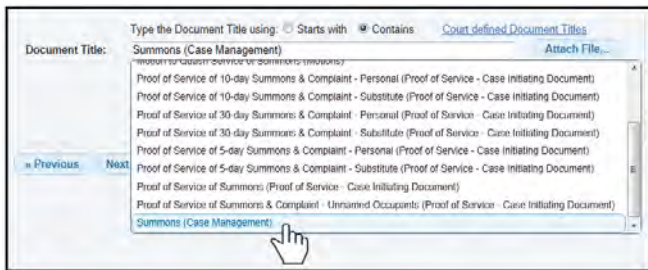 Type the Document Title using: Starts with Contains Court defined Document Titles
Document Title: Summons (Case Management) Attach File...
Motion to Quash Service of Summons (Motions)
Proof of Service of 10-day Summons & Complaint - Personal (Proof of Service - Case Initiating Document)
Proof of Service of 10-day Summons & Complaint - Substitute (Proof of Service - Case Initiating Document)
Proof of Service of 30-day Summons & Complaint - Personal (Proof of Service - Case Initiating Document)
Proof of Service of 30-day Summons & Complaint - Substitute (Proof of Service - Case Initiating Document)
« Previous Next Proof of Service of 5-day Summons & Complaint - Personal (Proof of Service - Case Initiating Document)
Proof of Service of 5-day Summons & Complaint - Substitute (Proof of Service - Case Initiating Document)
Proof of Service of Summons (Proof of Service - Case Initiating Document)
Proof of Service of Summons & Complaint - Unnamed Occupants (Proof of Service - Case Initiating Document)
Summons (Case Management)